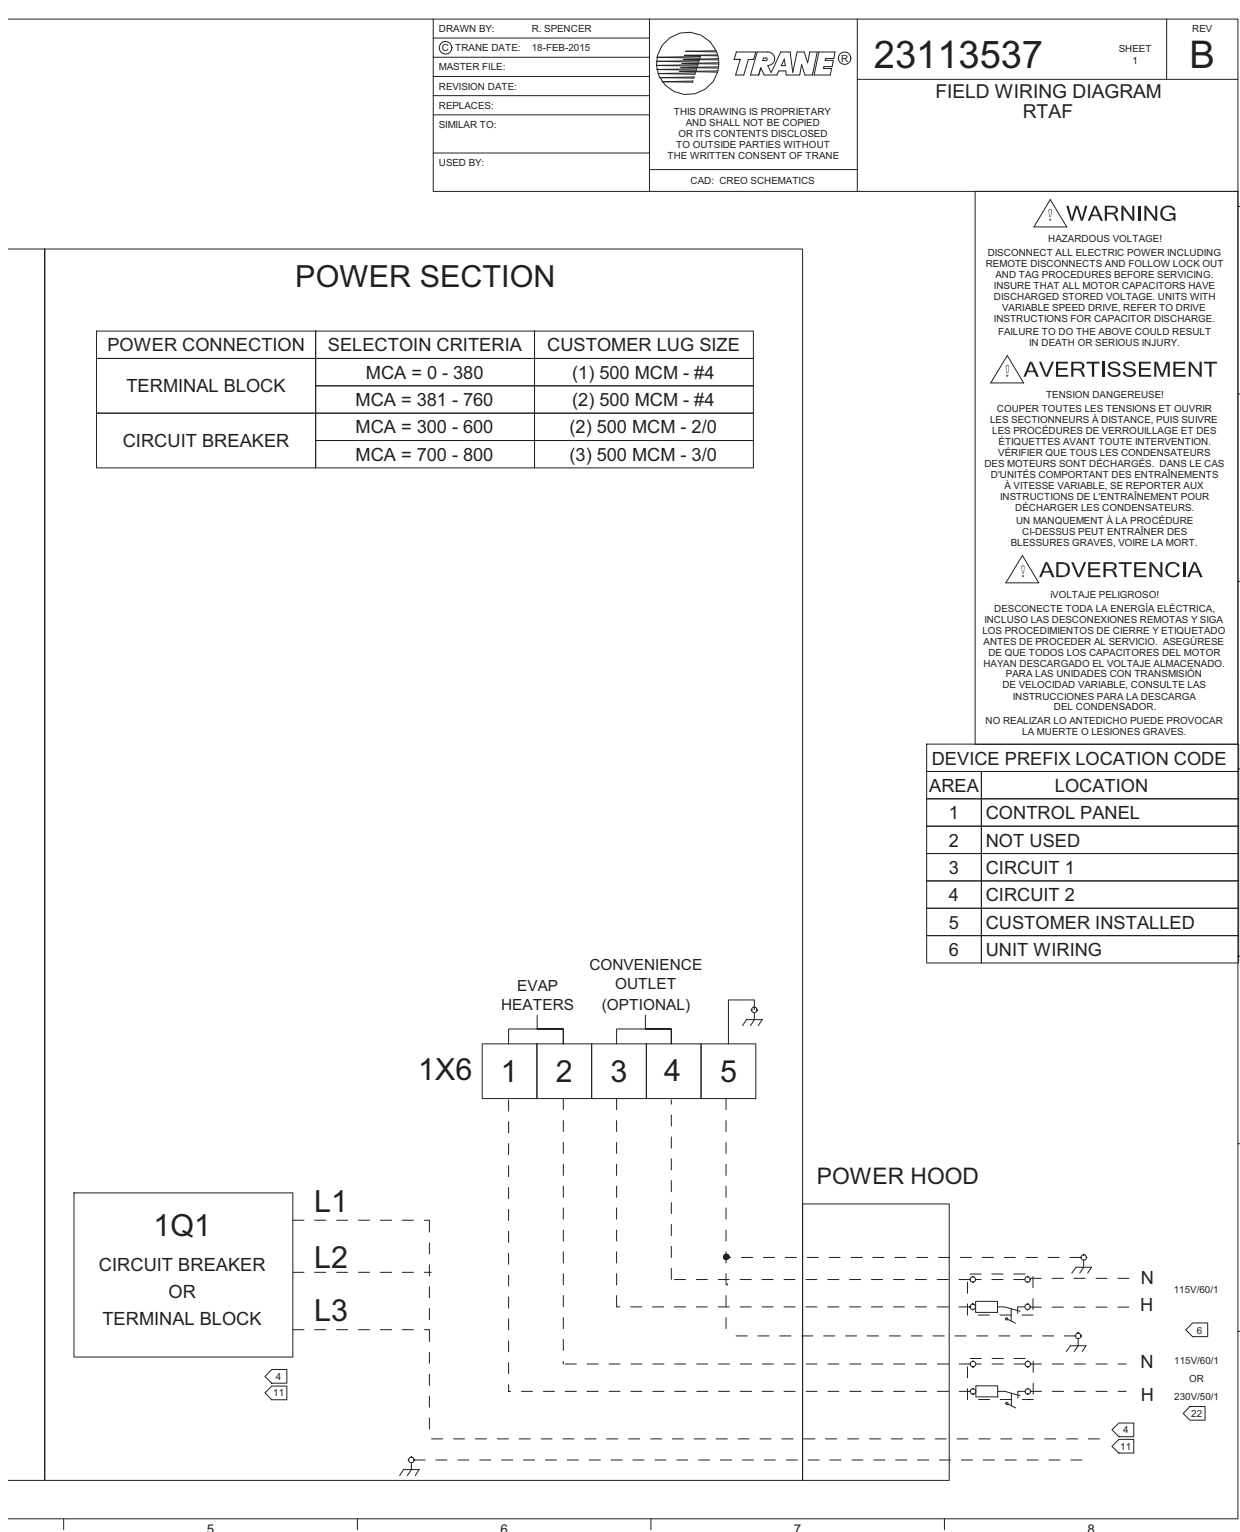 DRAWN BY: R. SPENCER
© TRANE DATE: 18-FEB-2015
MASTER FILE:
REVISION DATE:
REPLACES:
SIMILAR TO:
USED BY:
TRANE®
THIS DRAWING IS PROPRIETARY
AND SHALL NOT BE COPIED
OR ITS CONTENTS DISCLOSED
TO OUTSIDE PARTIES WITHOUT
THE WRITTEN CONSENT OF TRANE
CAD: CREO SCHEMATICS
23113537
SHEET
1
REV
B
FIELD WIRING DIAGRAM
RTAF
WARNING
HAZARDOUS VOLTAGE!
DISCONNECT ALL ELECTRIC POWER INCLUDING
REMOTE DISCONNECTS AND FOLLOW LOCK OUT
AND TAG PROCEDURES BEFORE SERVICING.
INSURE THAT ALL MOTOR CAPACITORS HAVE
DISCHARGED STORED VOLTAGE. UNITS WITH
VARIABLE SPEED DRIVE, REFER TO DRIVE
INSTRUCTIONS FOR CAPACITOR DISCHARGE.
FAILURE TO DO THE ABOVE COULD RESULT
IN DEATH OR SERIOUS INJURY.
AVERTISSEMENT
TENSION DANGEREUSE!
COUPER TOUTES LES TENSIONS ET OUVRIR
LES SECTIONNEURS À DISTANCE, PUIS SUIVRE
LES PROCÉDURES DE VERROUILLAGE ET DES
ÉTIQUETTES AVANT TOUTE INTERVENTION.
VÉRIFIER QUE TOUS LES CONDENSATEURS
DES MOTEURS SONT DÉCHARGÉS. DANS LE CAS
D'UNITÉS COMPORTANT DES ENTRAÎNEMENTS
À VITESSE VARIABLE, SE REPORTER AUX
INSTRUCTIONS DE L'ENTRAÎNEMENT POUR
DÉCHARGER LES CONDENSATEURS.
UN MANQUEMENT À LA PROCÉDURE
CI-DESSUS PEUT ENTRAÎNER DES
BLESSURES GRAVES, VOIRE LA MORT.
ADVERTENCIA
¡VOLTAJE PELIGROSO!
DESCONECTE TODA LA ENERGÍA ELÉCTRICA,
INCLUSO LAS DESCONEXIONES REMOTAS Y SIGA
LOS PROCEDIMIENTOS DE CIERRE Y ETIQUETADO
ANTES DE PROCEDER AL SERVICIO. ASEGÚRESE
DE QUE TODOS LOS CAPACITORES DEL MOTOR
HAYAN DESCARGADO EL VOLTAJE ALMACENADO.
PARA LAS UNIDADES CON TRANSMISIÓN
DE VELOCIDAD VARIABLE, CONSULTE LAS
INSTRUCCIONES PARA LA DESCARGA
DEL CONDENSADOR.
NO REALIZAR LO ANTEDICHO PUEDE PROVOCAR
LA MUERTE O LESIONES GRAVES.
POWER SECTION
POWER CONNECTION SELECTOIN CRITERIA CUSTOMER LUG SIZE
TERMINAL BLOCK
MCA = 0 - 380 (1) 500 MCM - #4
MCA = 381 - 760 (2) 500 MCM - #4
CIRCUIT BREAKER
MCA = 300 - 600 (2) 500 MCM - 2/0
MCA = 700 - 800 (3) 500 MCM - 3/0
DEVICE PREFIX LOCATION CODE
AREA LOCATION
1 CONTROL PANEL
2 NOT USED
3 CIRCUIT 1
4 CIRCUIT 2
5 CUSTOMER INSTALLED
6 UNIT WIRING
EVAP
HEATERS
CONVENIENCE
OUTLET
(OPTIONAL)
1X6 1 2 3 4 5
POWER HOOD
1Q1
CIRCUIT BREAKER
OR
TERMINAL BLOCK
L1
L2
L3
4
11
N
H
115V/60/1
6
N
H
115V/60/1
OR
230V/50/1
22
4
11
5 6 7 8